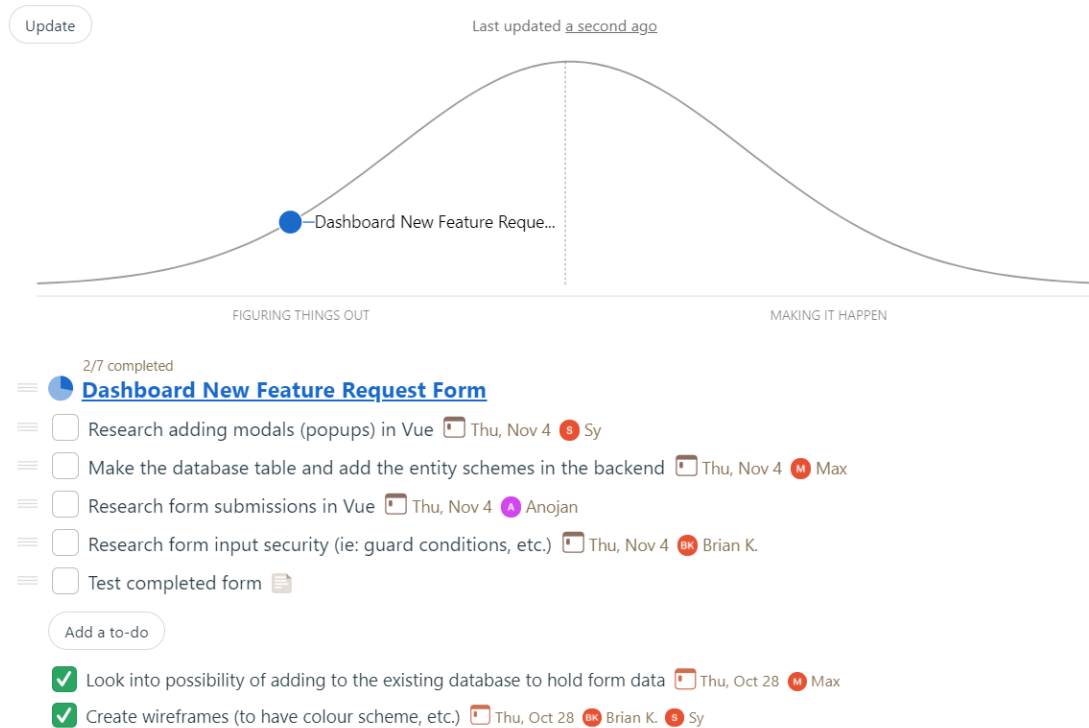 Update
Last updated a second ago
Dashboard New Feature Reque...
FIGURING THINGS OUT
MAKING IT HAPPEN
2/7 completed
Dashboard New Feature Request Form
Research adding modals (popups) in Vue Thu, Nov 4 S Sy
Make the database table and add the entity schemes in the backend Thu, Nov 4 M Max
Research form submissions in Vue Thu, Nov 4 A Anojan
Research form input security (ie: guard conditions, etc.) Thu, Nov 4 BK Brian K.
Test completed form
Add a to-do
Look into possibility of adding to the existing database to hold form data Thu, Oct 28 M Max
Create wireframes (to have colour scheme, etc.) Thu, Oct 28 BK Brian K. S Sy